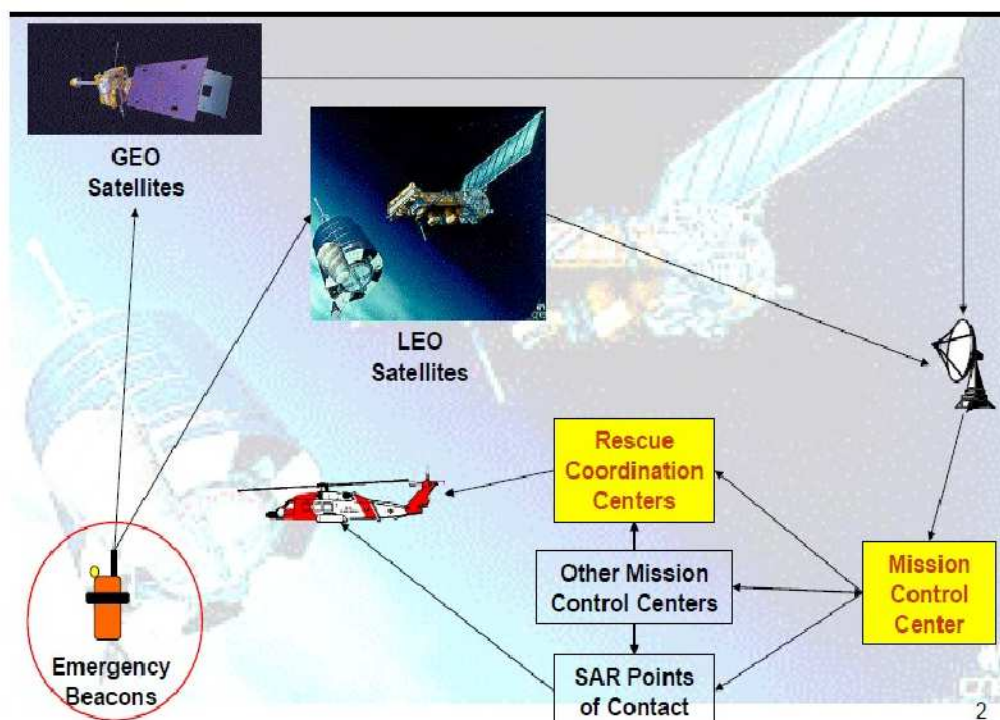 GEO
Satellites
LEO
Satellites
Rescue
Coordination
Centers
Other Mission
Control Centers
Mission
Control
Center
Emergency
Beacons
SAR Points
of Contact
2